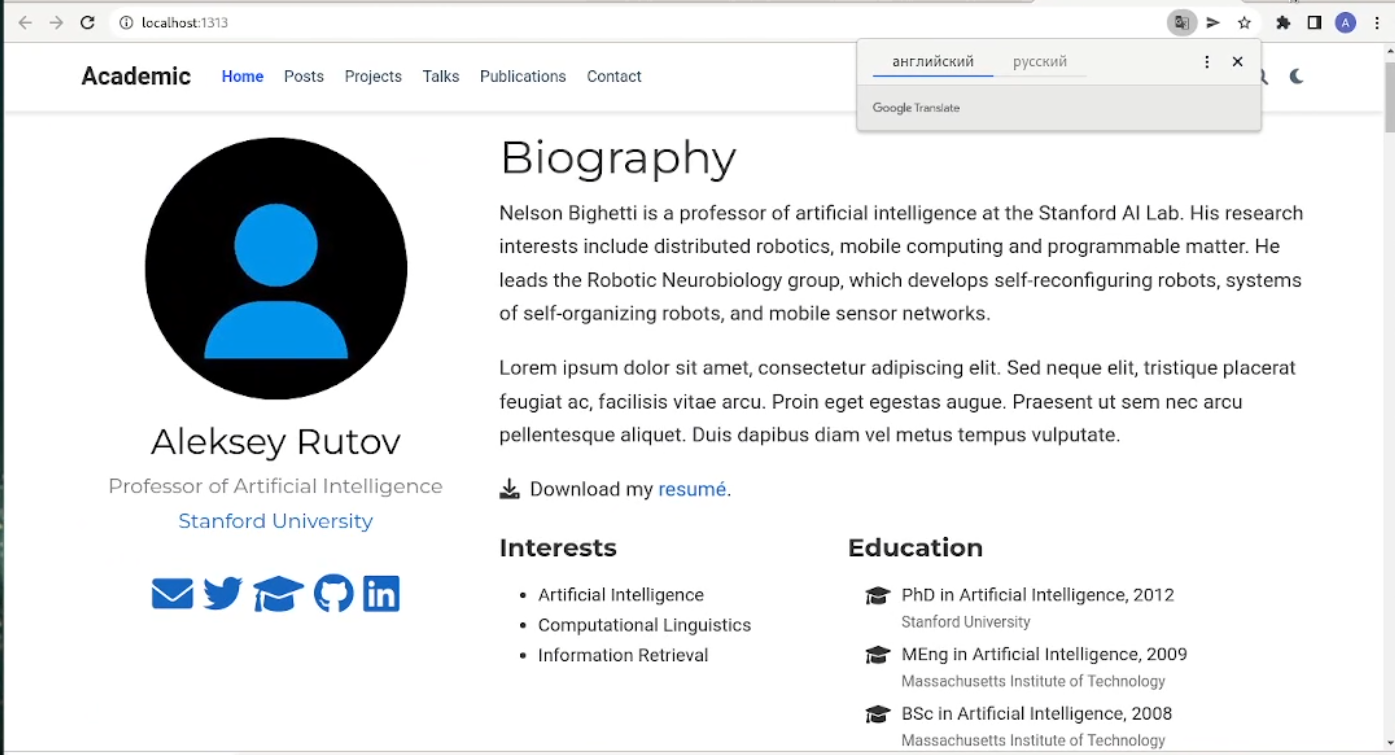 localhost:1313
A
английский русский
Google Translate
Academic Home Posts Projects Talks Publications Contact
Biography
Nelson Bighetti is a professor of artificial intelligence at the Stanford AI Lab. His research
interests include distributed robotics, mobile computing and programmable matter. He
leads the Robotic Neurobiology group, which develops self-reconfiguring robots, systems
of self-organizing robots, and mobile sensor networks.
Lorem ipsum dolor sit amet, consectetur adipiscing elit. Sed neque elit, tristique placerat
feugiat ac, facilisis vitae arcu. Proin eget egestas augue. Praesent ut sem nec arcu
pellentesque aliquet. Duis dapibus diam vel metus tempus vulputate.
Download my resumé.
Aleksey Rutov
Professor of Artificial Intelligence
Stanford University
in
Interests
Artificial Intelligence
Computational Linguistics
Information Retrieval
Education
PhD in Artificial Intelligence, 2012
Stanford University
MEng in Artificial Intelligence, 2009
Massachusetts Institute of Technology
BSc in Artificial Intelligence, 2008
Massachusetts Institute of Technology